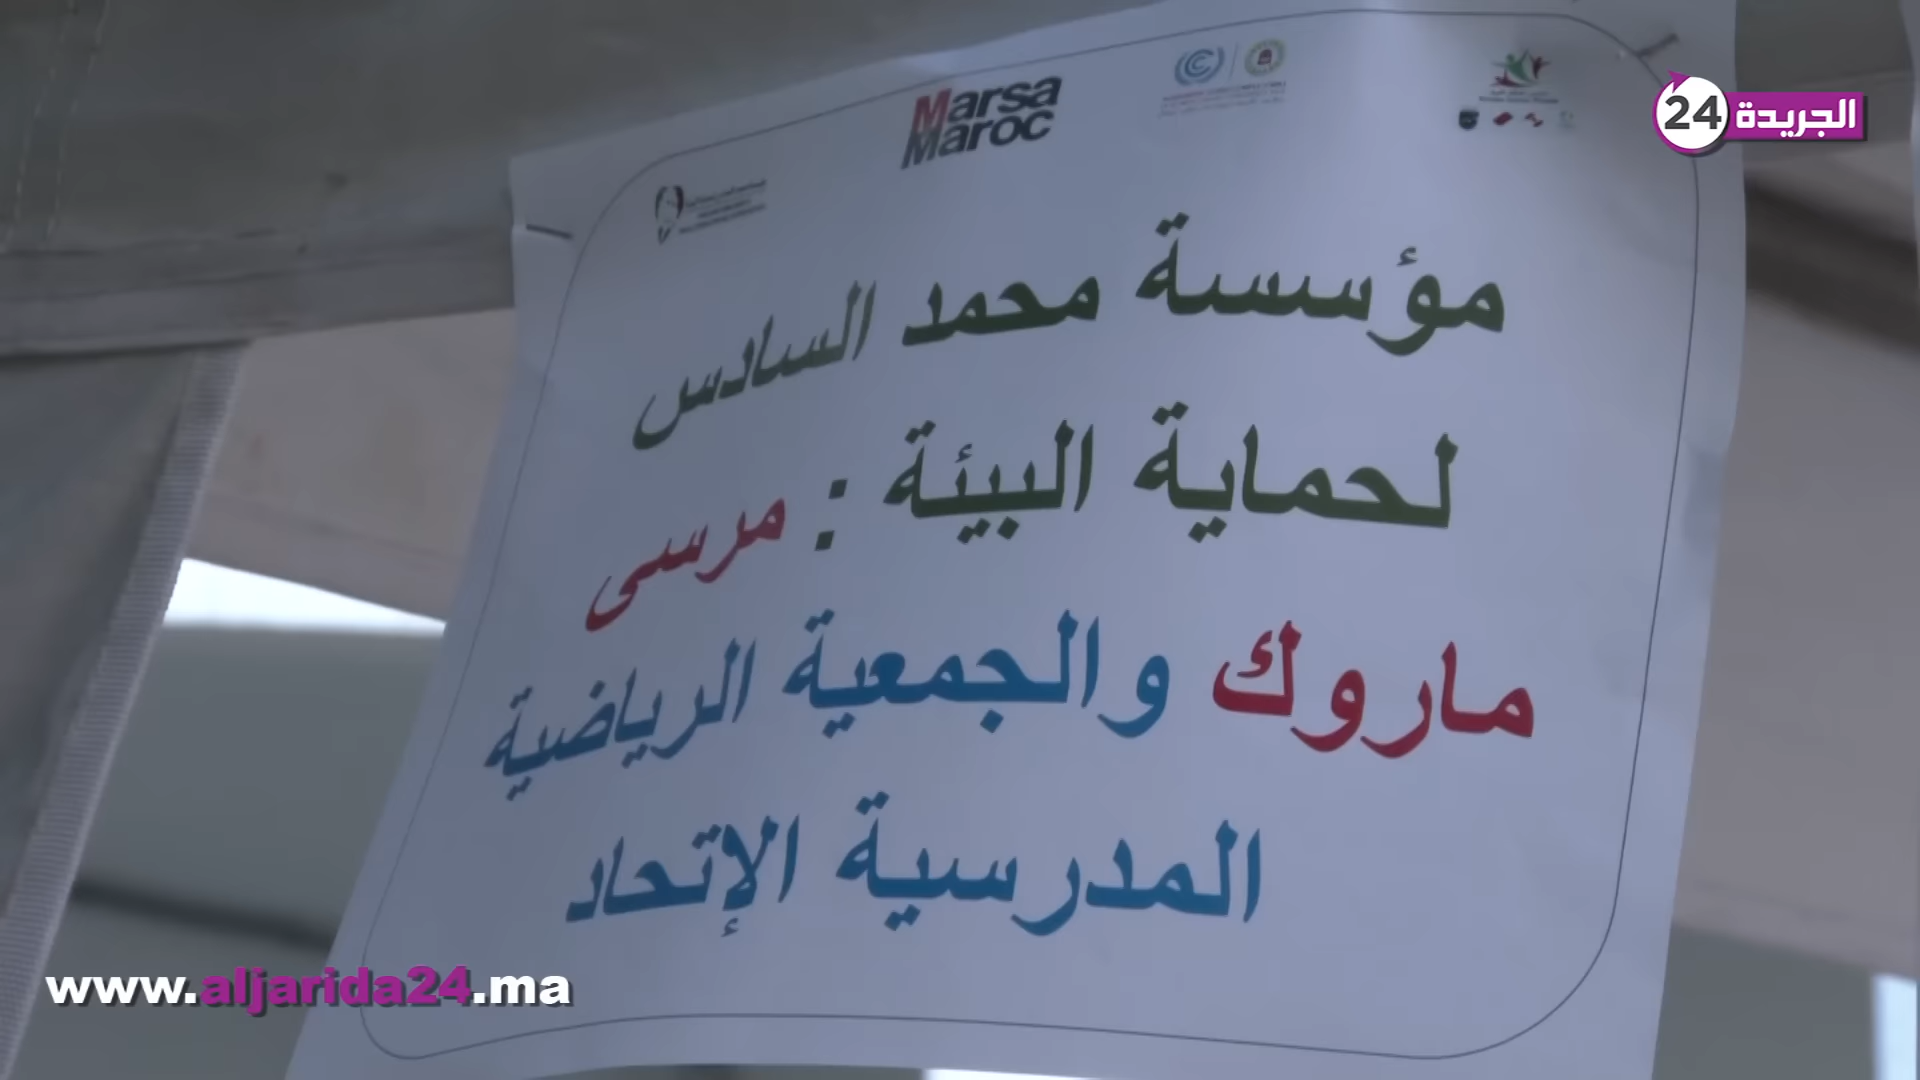 Marsa
Maroc
24 الجريدة
مؤسسة محمد السادس
لحماية البيئة : مرسى
ماروك والجمعية الرياضية
المدرسية الإتحاد
www.aljarida24.ma